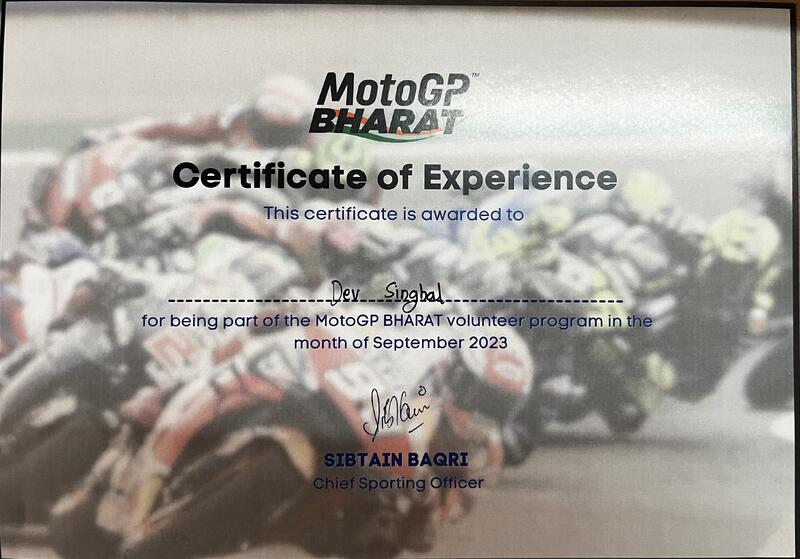 MotoGP™
BHARAT
Certificate of Experience
This certificate is awarded to
Dev Singhal
for being part of the MotoGP BHARAT volunteer program in the
month of September 2023
SIBTAIN BAQRI
Chief Sporting Officer